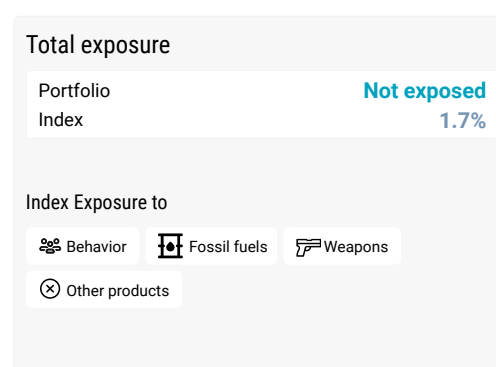 Total exposure
Portfolio Not exposed
Index 1.7%
Index Exposure to
Behavior Fossil fuels Weapons
Other products